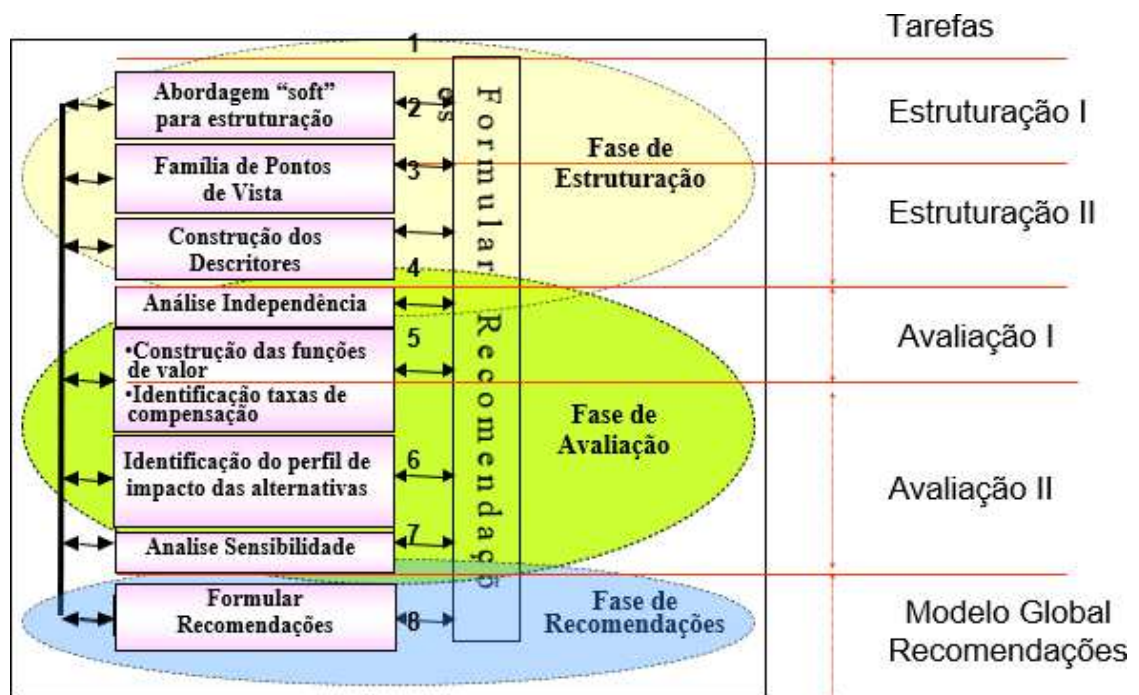 Tarefas
1
Abordagem “soft”
para estruturação
2
Família de Pontos
de Vista
3
Construção dos
Descritores
4
Análise Independência
•Construção das funções
de valor
•Identificação taxas de
compensação
5
Identificação do perfil de
impacto das alternativas
6
Analise Sensibilidade
7
Formular
Recomendações
8
Formular Recomendaçõ
es
Fase de
Estruturação
Fase de
Avaliação
Fase de
Recomendações
Estruturação I
Estruturação II
Avaliação I
Avaliação II
Modelo Global
Recomendações